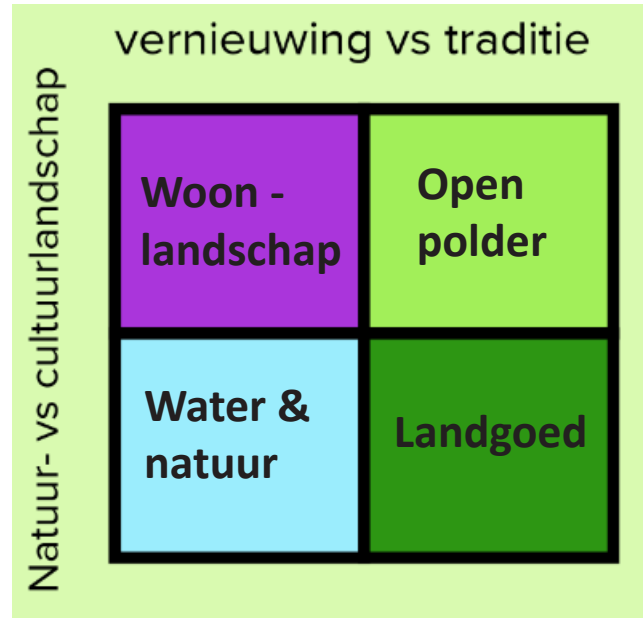 vernieuwing vs traditie
Natuur- vs cultuurlandschap
Woon -
landschap
Open
polder
Water &
natuur
Landgoed